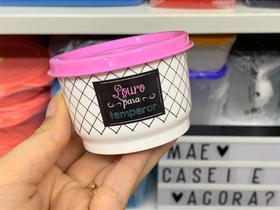 Louro
para
temperar
MAE ♥
CASEI E
♥ AGORA?